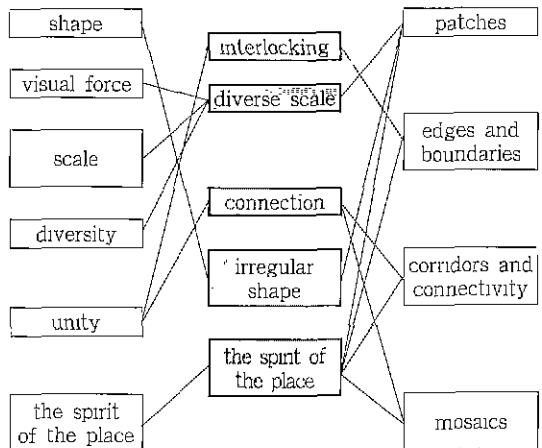 shape
visual force
scale
diversity
unity
the spirit
of the place
interlocking
diverse scale
connection
irregular
shape
the spirit of
the place
patches
edges and
boundaries
corridors and
connectivity
mosaics